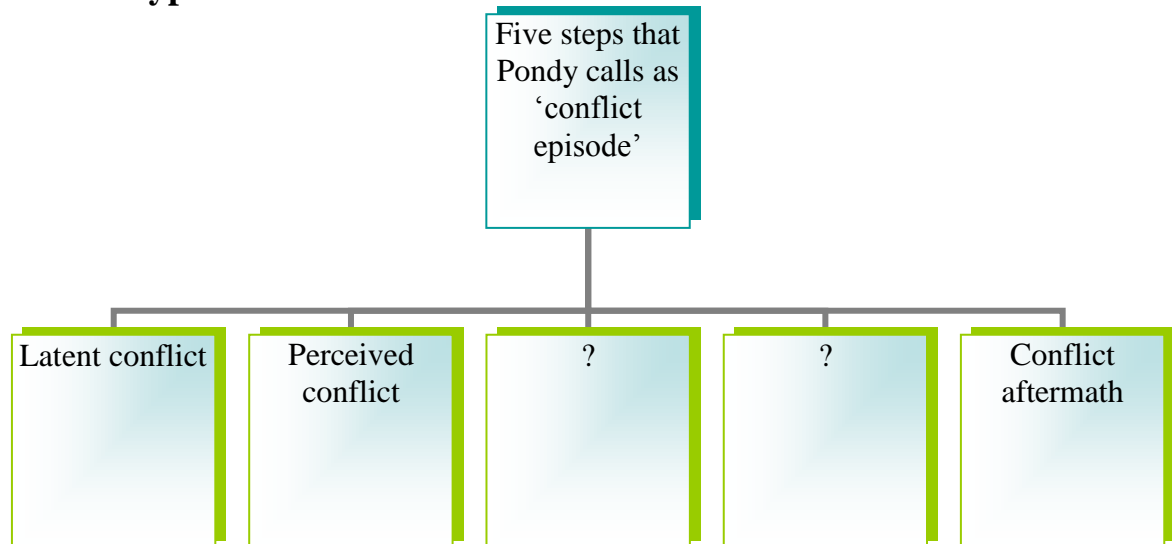 Five steps that
Pondy calls as
‘conflict
episode’
Latent conflict
Perceived
conflict
?
?
Conflict
aftermath